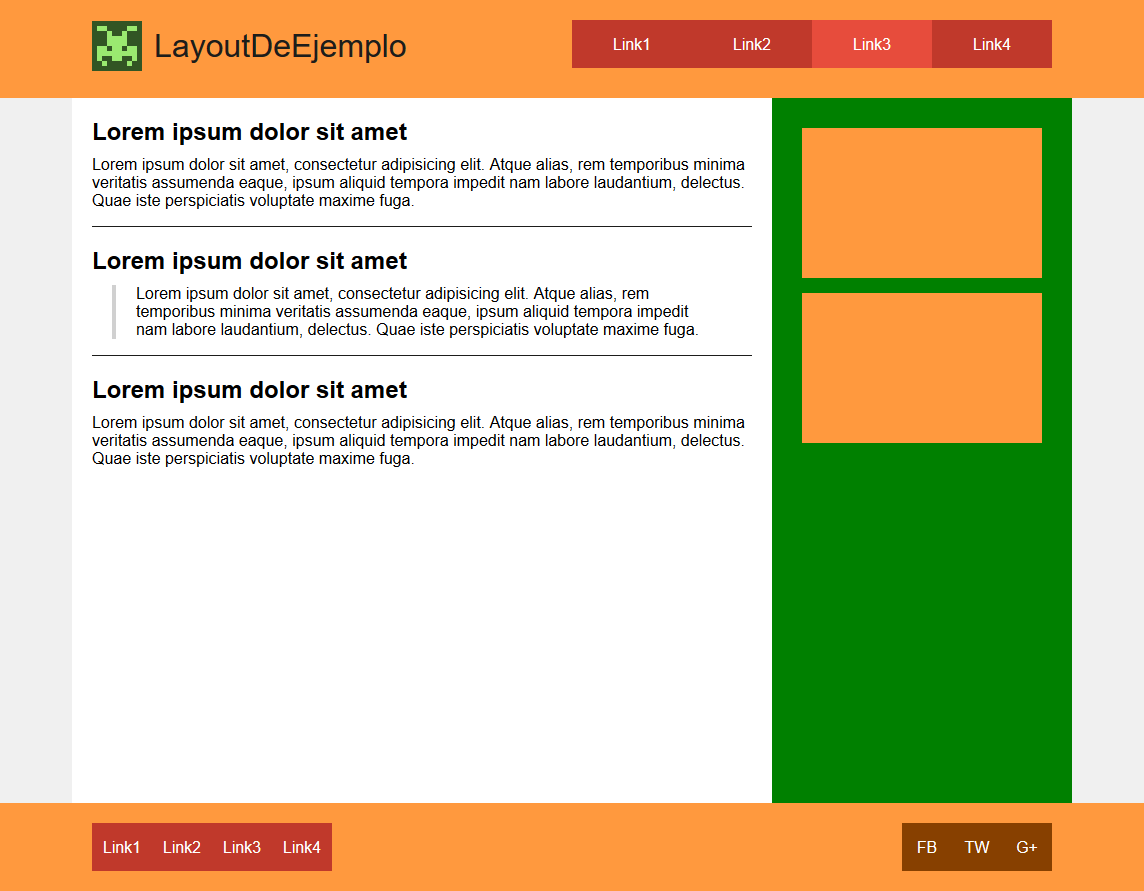 LayoutDeEjemplo
Link1 Link2 Link3 Link4
Lorem ipsum dolor sit amet
Lorem ipsum dolor sit amet, consectetur adipisicing elit. Atque alias, rem temporibus minima
veritatis assumenda eaque, ipsum aliquid tempora impedit nam labore laudantium, delectus.
Quae iste perspiciatis voluptate maxime fuga.
Lorem ipsum dolor sit amet
Lorem ipsum dolor sit amet, consectetur adipisicing elit. Atque alias, rem
temporibus minima veritatis assumenda eaque, ipsum aliquid tempora impedit
nam labore laudantium, delectus. Quae iste perspiciatis voluptate maxime fuga.
Lorem ipsum dolor sit amet
Lorem ipsum dolor sit amet, consectetur adipisicing elit. Atque alias, rem temporibus minima
veritatis assumenda eaque, ipsum aliquid tempora impedit nam labore laudantium, delectus.
Quae iste perspiciatis voluptate maxime fuga.
Link1 Link2 Link3 Link4
FB TW G+